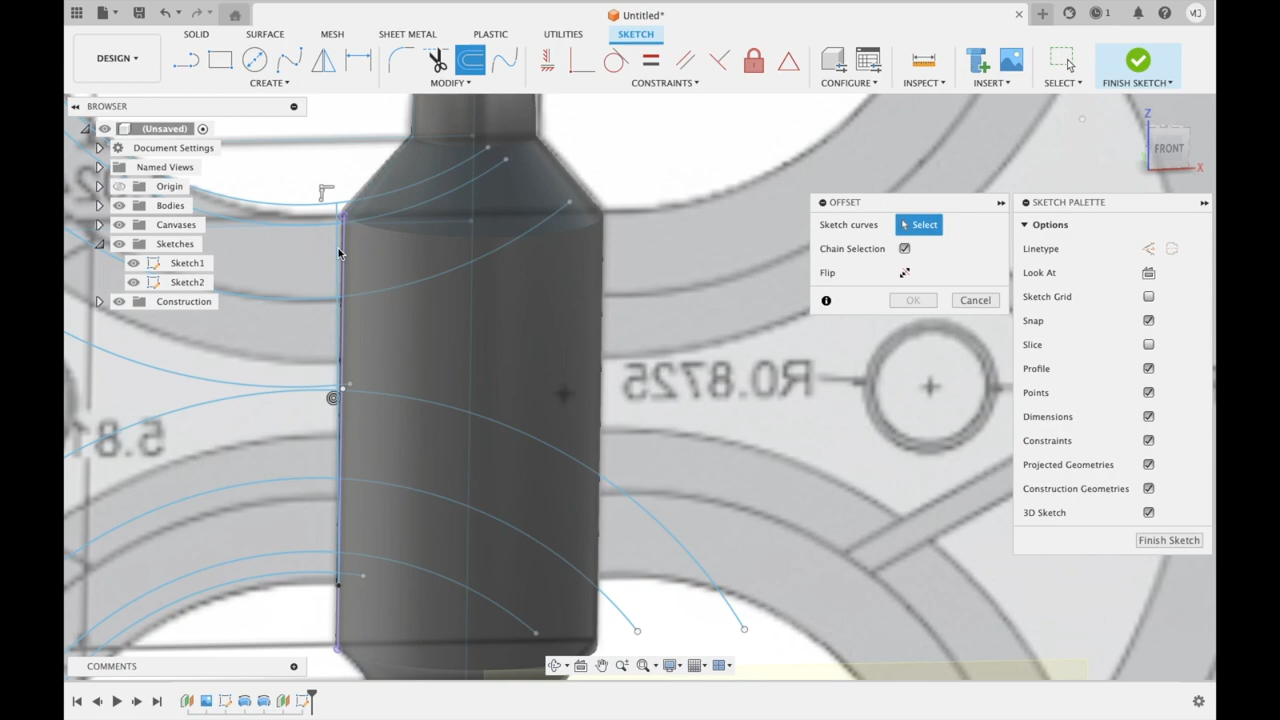 Untitled*
1
MJ
SOLID
SURFACE
MESH
SHEET METAL
PLASTIC
UTILITIES
SKETCH
DESIGN
CREATE
MODIFY
CONSTRAINTS
CONFIGURE
INSPECT
INSERT
SELECT
FINISH SKETCH
BROWSER
(Unsaved)
Document Settings
Named Views
Origin
Bodies
Canvases
Sketches
Sketch1
Sketch2
Construction
Z
FRONT
X
OFFSET
Sketch curves
Select
Chain Selection
Flip
OK
Cancel
SKETCH PALETTE
Options
Linetype
Look At
Sketch Grid
Snap
Slice
Profile
Points
Dimensions
Constraints
Projected Geometries
Construction Geometries
3D Sketch
Finish Sketch
R0.8725
COMMENTS